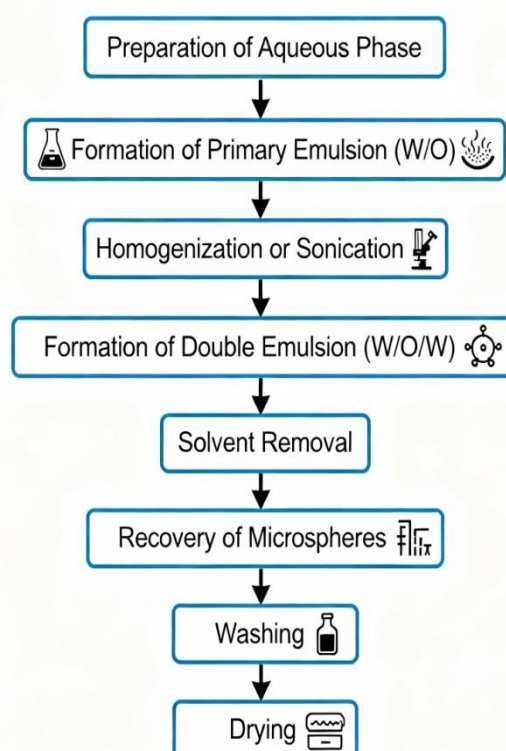 Preparation of Aqueous Phase
Formation of Primary Emulsion (W/O)
Homogenization or Sonication
Formation of Double Emulsion (W/O/W)
Solvent Removal
Recovery of Microspheres
Washing
Drying